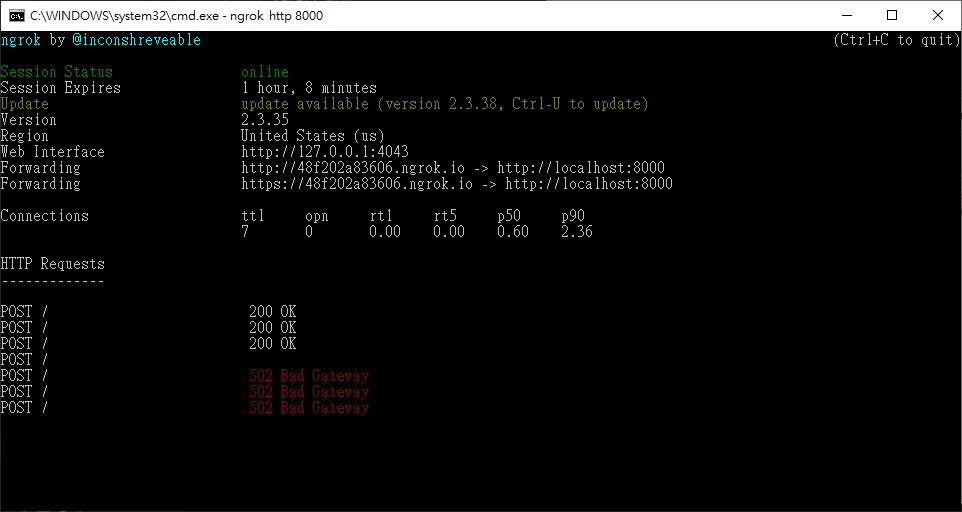 C:\WINDOWS\system32\cmd.exe - ngrok http 8000
ngrok by @inconshreveable (Ctrl+C to quit)
Session Status online
Session Expires 1 hour, 8 minutes
Update update available (version 2.3.38, Ctrl-U to update)
Version 2.3.35
Region United States (us)
Web Interface http://127.0.0.1:4043
Forwarding http://48f202a83606.ngrok.io -> http://localhost:8000
Forwarding https://48f202a83606.ngrok.io -> http://localhost:8000
Connections ttl opn rt1 rt5 p50 p90
7 0 0.00 0.00 0.60 2.36
HTTP Requests
-------------
POST / 200 OK
POST / 200 OK
POST / 200 OK
POST /
POST / 502 Bad Gateway
POST / 502 Bad Gateway
POST / 502 Bad Gateway